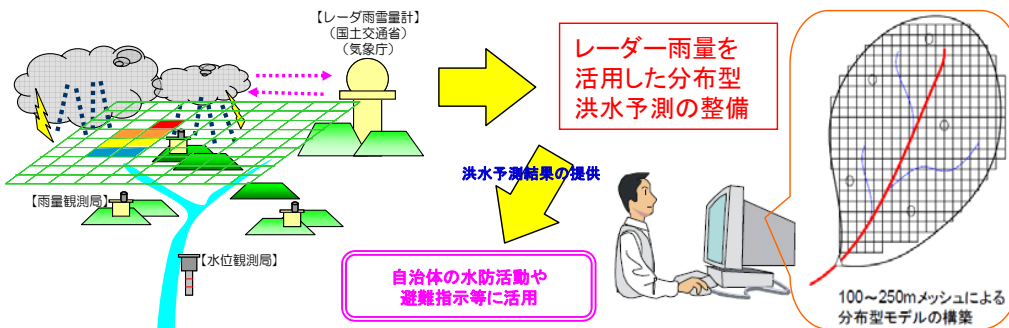 【レーダ雨雪量計】
(国土交通省)
(気象庁)
レーダー雨量を
活用した分布型
洪水予測の整備
洪水予測結果の提供
【雨量観測局】
【水位観測局】
自治体の水防活動や
避難指示等に活用
100～250mメッシュによる
分布型モデルの構築